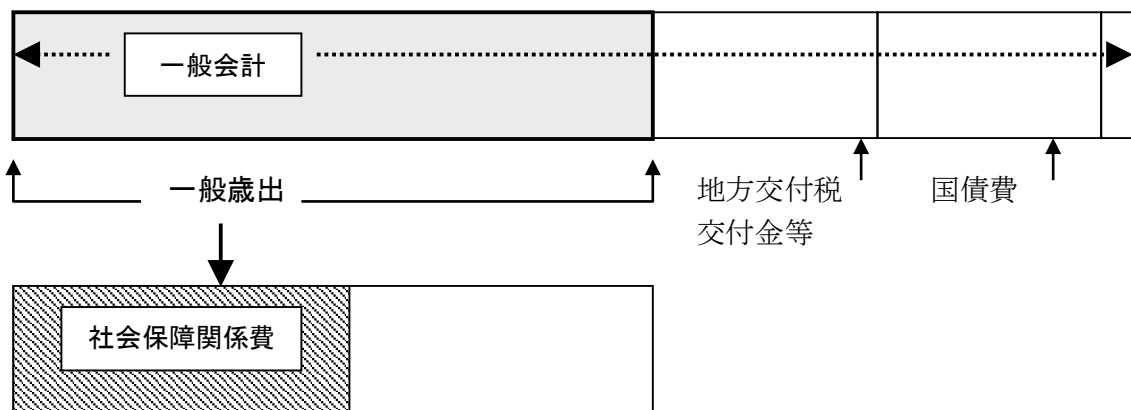 一般会計
一般歳出
地方交付税
交付金等
国債費
社会保障関係費